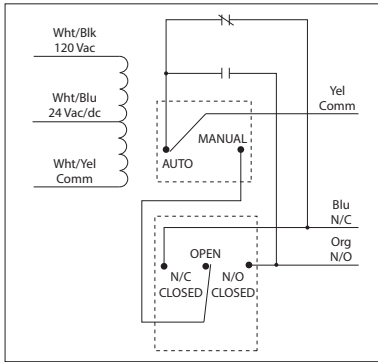 Wht/Blk
120 Vac
Wht/Blu
24 Vac/dc
Wht/Yel
Comm
Yel
Comm
MANUAL
AUTO
Blu
N/C
Org
N/O
OPEN
N/C
CLOSED
N/O
CLOSED